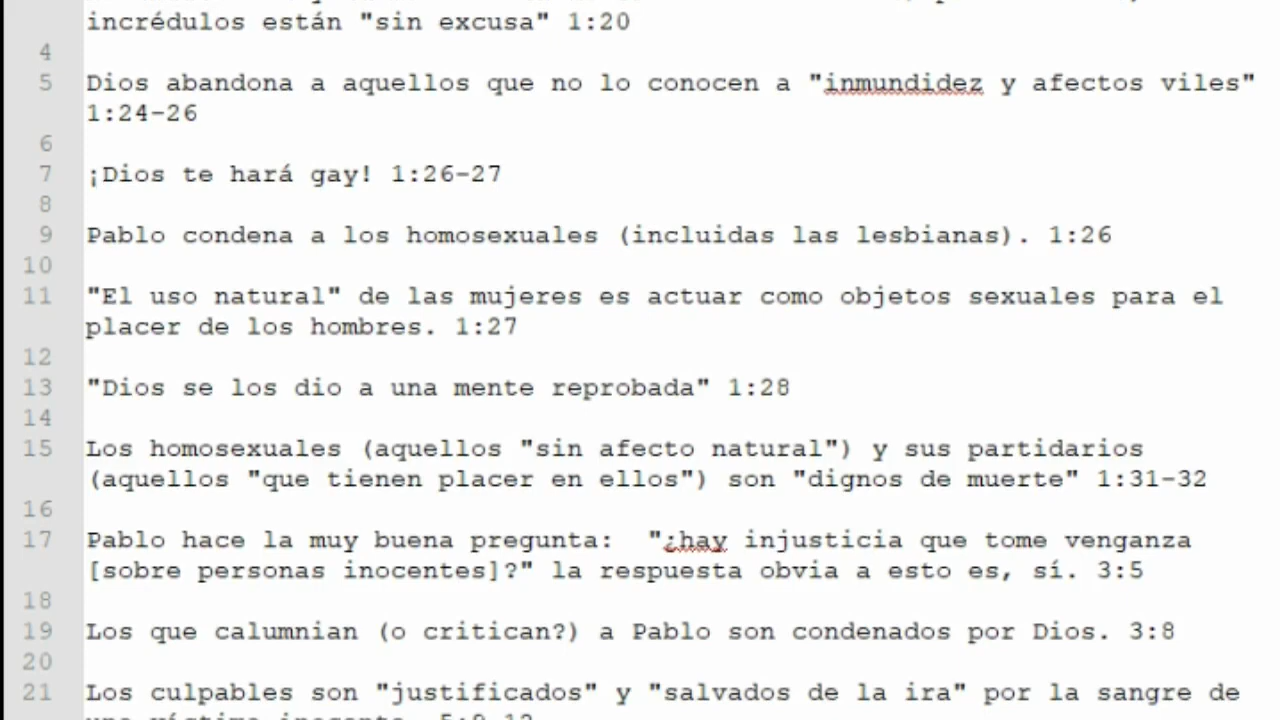 incrédulos están "sin excusa" 1:20
4
5 Dios abandona a aquellos que no lo conocen a "inmundidez y afectos viles"
1:24-26
6
7 ¡Dios te hará gay! 1:26-27
8
9 Pablo condena a los homosexuales (incluidas las lesbianas). 1:26
10
11 "El uso natural" de las mujeres es actuar como objetos sexuales para el
placer de los hombres. 1:27
12
13 "Dios se los dio a una mente reprobada" 1:28
14
15 Los homosexuales (aquellos "sin afecto natural") y sus partidarios
(aquellos "que tienen placer en ellos") son "dignos de muerte" 1:31-32
16
17 Pablo hace la muy buena pregunta:  "¿hay injusticia que tome venganza
[sobre personas inocentes]?" la respuesta obvia a esto es, sí. 3:5
18
19 Los que calumnian (o critican?) a Pablo son condenados por Dios. 3:8
20
21 Los culpables son "justificados" y "salvados de la ira" por la sangre de